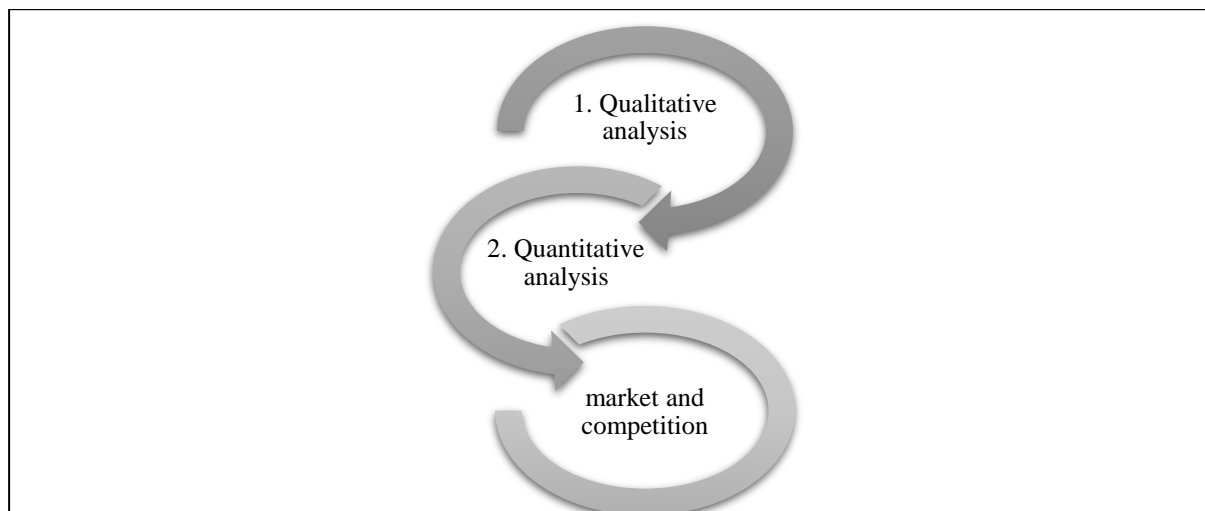 1. Qualitative
analysis
2. Quantitative
analysis
market and
competition